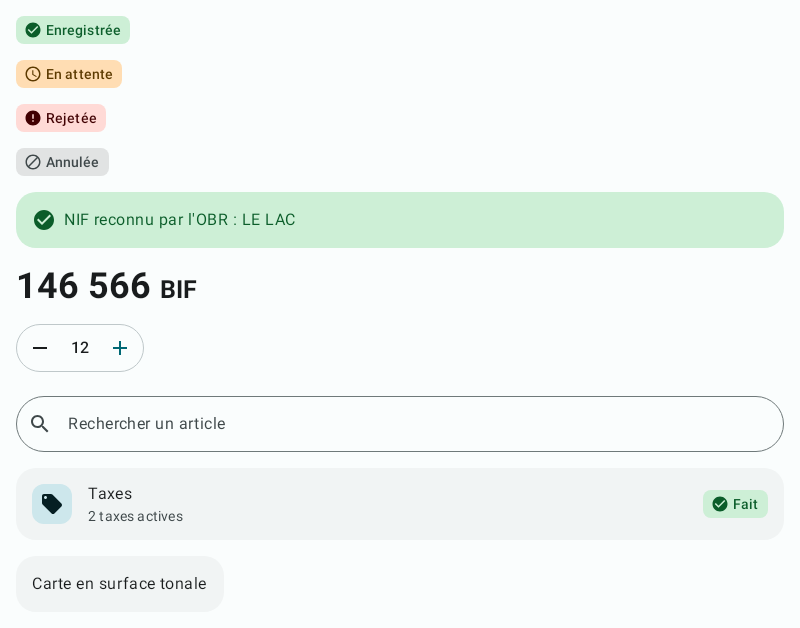 Enregistrée
En attente
Rejetée
Annulée
NIF reconnu par l'OBR : LE LAC
146 566 BIF
12
Rechercher un article
Taxes
2 taxes actives
Fait
Carte en surface tonale